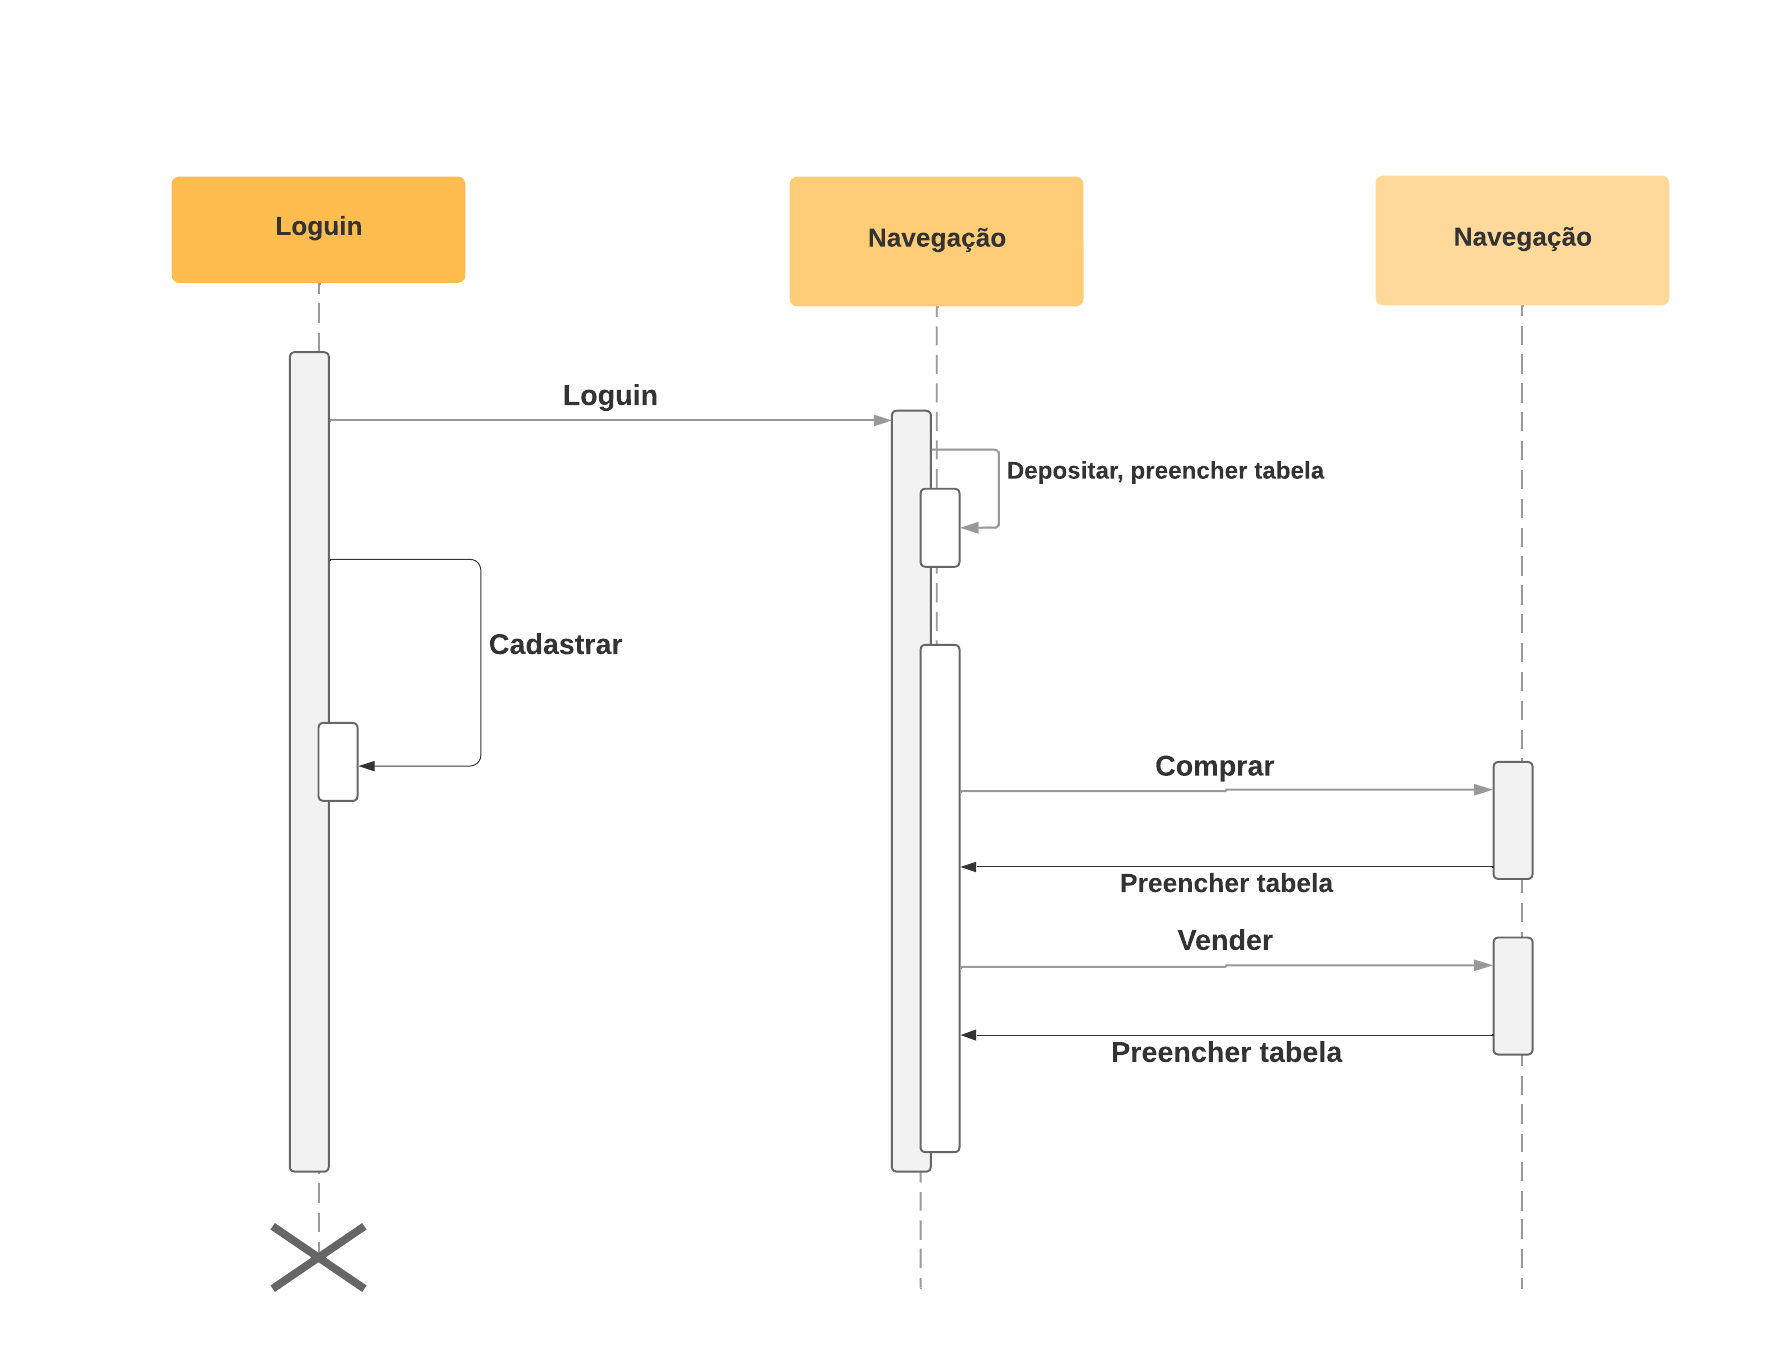 Loguin
Navegação
Navegação
Loguin
Depositar, preencher tabela
Cadastrar
Comprar
Preencher tabela
Vender
Preencher tabela